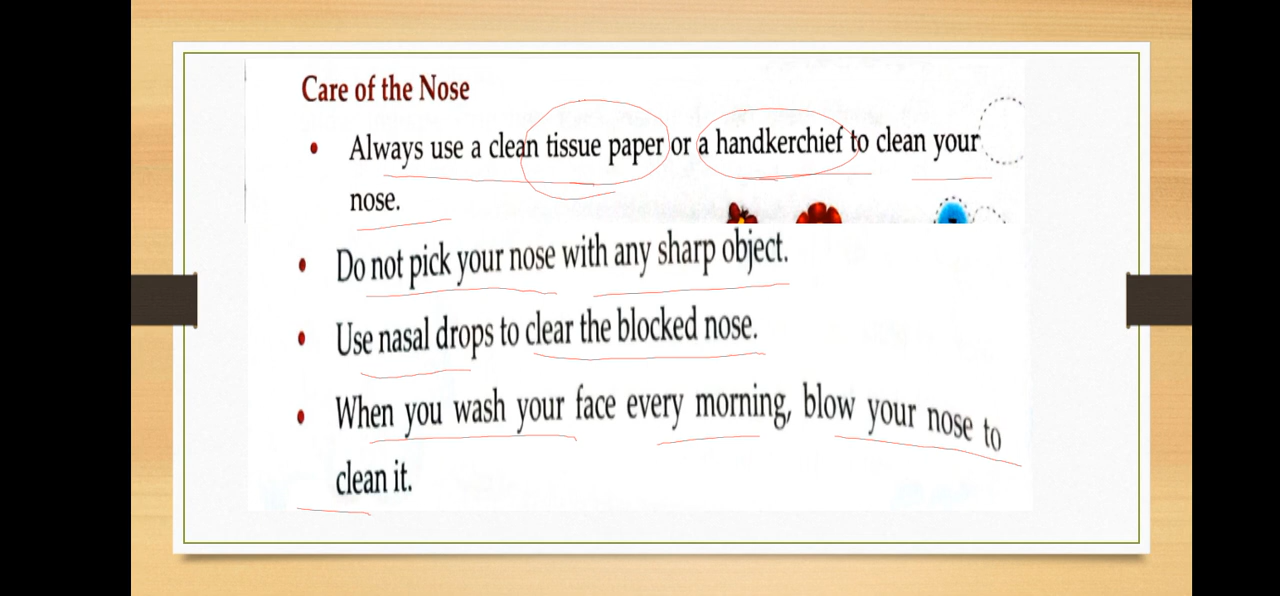 Care of the Nose
• Always use a clean tissue paper or a handkerchief to clean your
nose.
• Do not pick your nose with any sharp object.
• Use nasal drops to clear the blocked nose.
• When you wash your face every morning, blow your nose to
clean it.